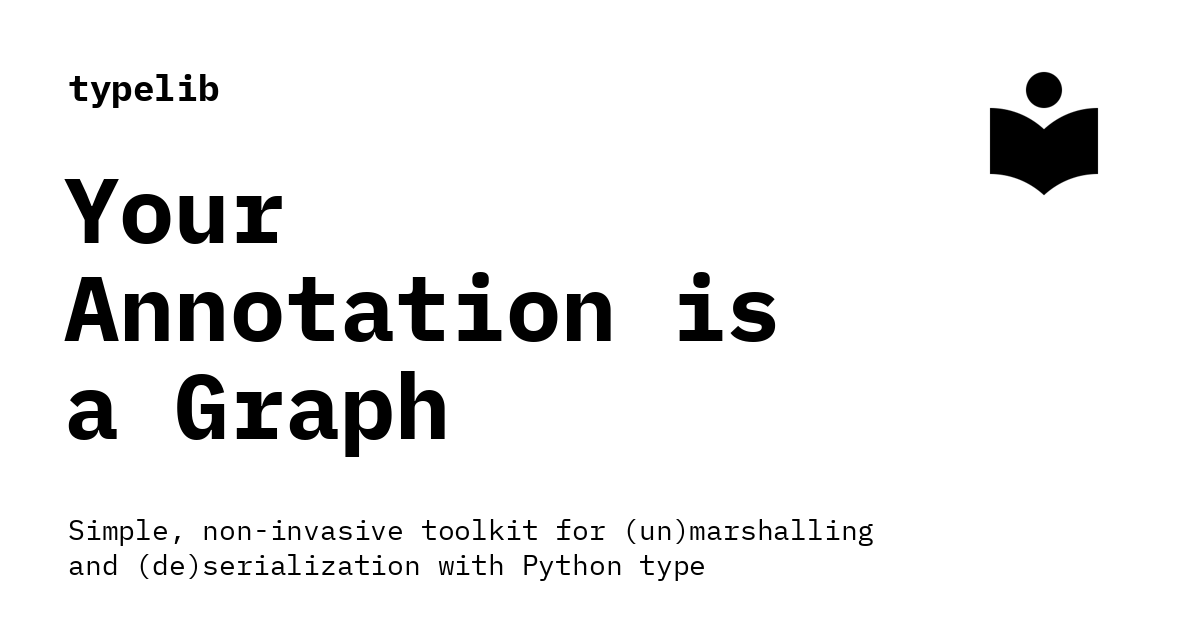 typelib
Your
Annotation is
a Graph
Simple, non-invasive toolkit for (un)marshalling
and (de)serialization with Python type